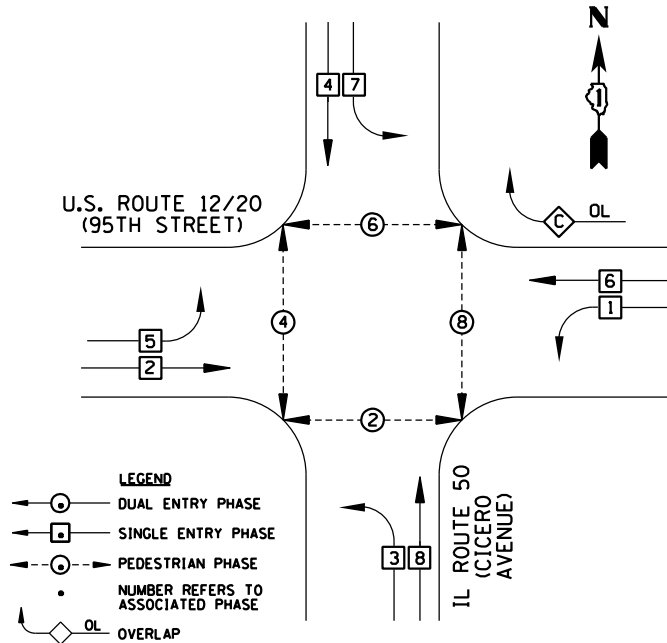 N
4 7
1
U.S. ROUTE 12/20
(95TH STREET)
C OL
6
6
1
4
8
5
2
2
3 8
IL ROUTE 50
(CICERO
AVENUE)
LEGEND
DUAL ENTRY PHASE
SINGLE ENTRY PHASE
PEDESTRIAN PHASE
NUMBER REFERS TO
ASSOCIATED PHASE
OL OVERLAP